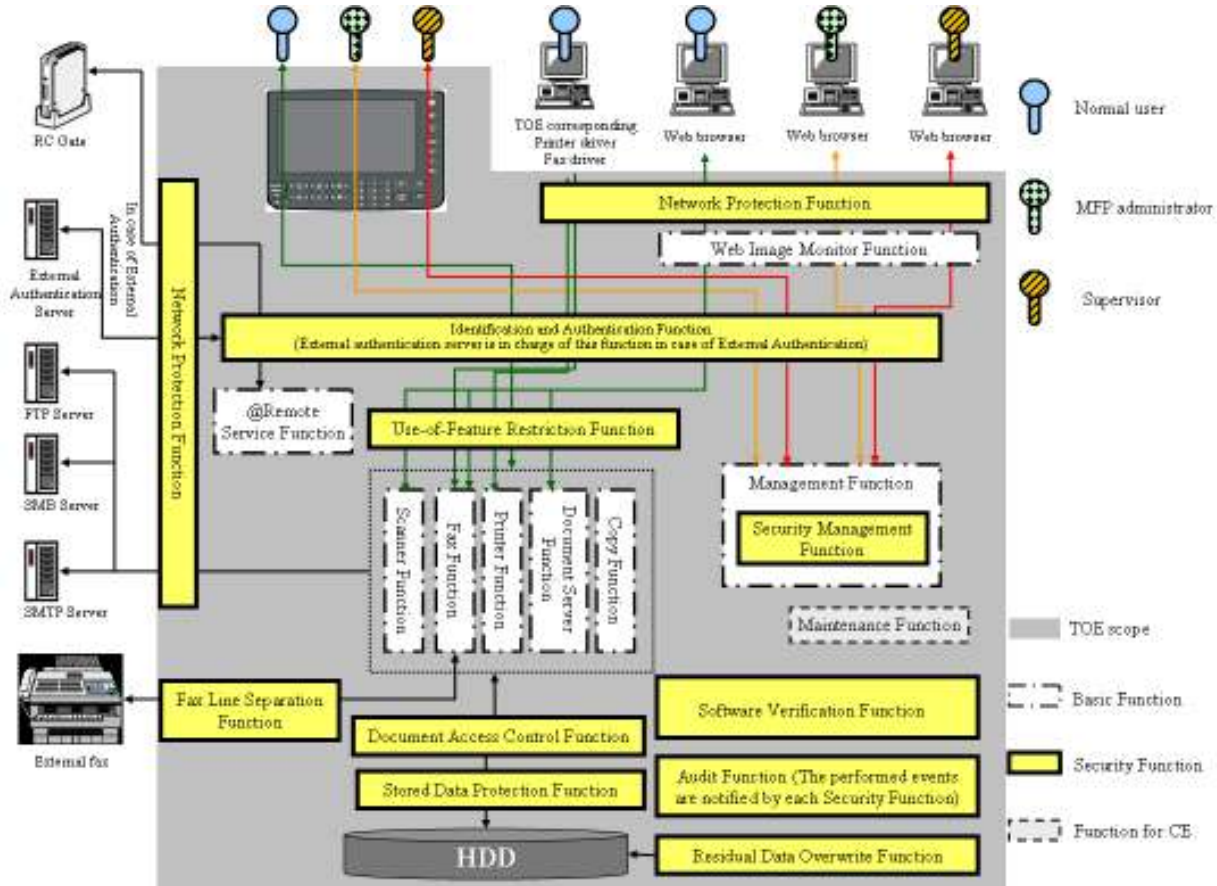 RC Gate
In case of External
Authentication
External
Authentication
Server
FTP Server
SMB Server
SMTP Server
External fax
TOE corresponding
Printer driver
Fax driver
Web browser
Web browser
Web browser
Normal user
MFP administrator
Supervisor
Network Protection Function
Web Image Monitor Function
Network Protection Function
Identification and Authentication Function
(External authentication server is in charge of this function in case of External Authentication)
@Remote
Service Function
Use-of-Feature Restriction Function
Scanner Function
Fax Function
Printer Function
Document Server
Function
Copy Function
Management Function
Security Management
Function
Maintenance Function
Fax Line Separation
Function
Document Access Control Function
Stored Data Protection Function
HDD
Software Verification Function
Audit Function (The performed events
are notified by each Security Function)
Residual Data Overwrite Function
TOE scope
Basic Function
Security Function
Function for CE